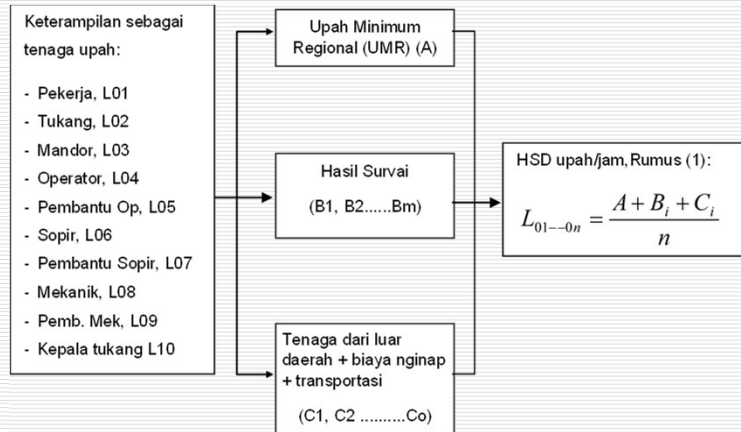 Keterampilan sebagai
tenaga upah:
- Pekerja, L01
- Tukang, L02
- Mandor, L03
- Operator, L04
- Pembantu Op, L05
- Sopir, L06
- Pembantu Sopir, L07
- Mekanik, L08
- Pemb. Mek, L09
- Kepala tukang L10
Upah Minimum
Regional (UMR) (A)
Hasil Survai
(B1, B2......Bm)
Tenaga dari luar
daerah + biaya nginap
+ transportasi
(C1, C2 ..........Co)
HSD upah/jam, Rumus (1):
L₀₁₋₋₀ₙ = (A + Bᵢ + Cᵢ) / n